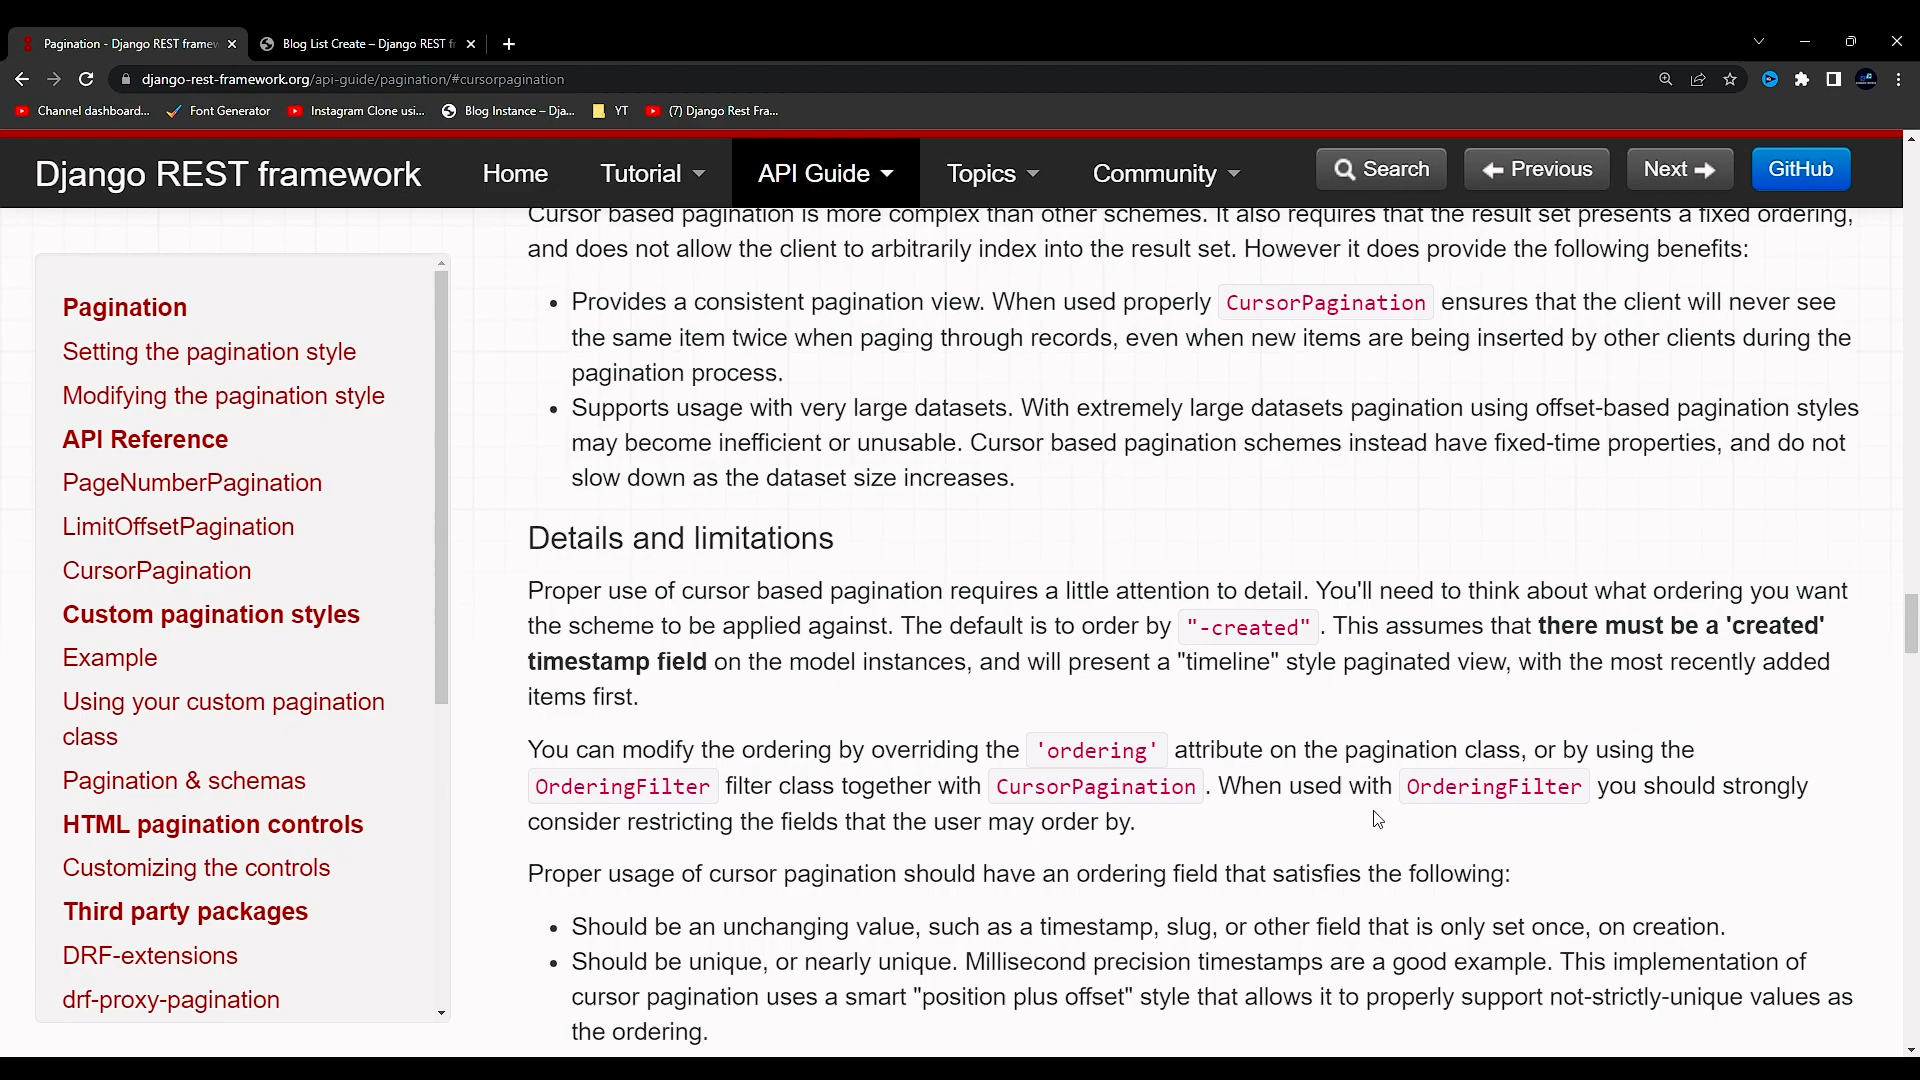 Pagination - Django REST framew
Blog List Create – Django REST f
django-rest-framework.org/api-guide/pagination/#cursorpagination
Channel dashboard...
Font Generator
Instagram Clone usi...
Blog Instance – Dja...
YT
(7) Django Rest Fra...
Django REST framework
Home
Tutorial
API Guide
Topics
Community
Search
Previous
Next
GitHub
Pagination
Setting the pagination style
Modifying the pagination style
API Reference
PageNumberPagination
LimitOffsetPagination
CursorPagination
Custom pagination styles
Example
Using your custom pagination
class
Pagination & schemas
HTML pagination controls
Customizing the controls
Third party packages
DRF-extensions
drf-proxy-pagination
Cursor based pagination is more complex than other schemes. It also requires that the result set presents a fixed ordering,
and does not allow the client to arbitrarily index into the result set. However it does provide the following benefits:
• Provides a consistent pagination view. When used properly CursorPagination ensures that the client will never see
the same item twice when paging through records, even when new items are being inserted by other clients during the
pagination process.
• Supports usage with very large datasets. With extremely large datasets pagination using offset-based pagination styles
may become inefficient or unusable. Cursor based pagination schemes instead have fixed-time properties, and do not
slow down as the dataset size increases.
Details and limitations
Proper use of cursor based pagination requires a little attention to detail. You'll need to think about what ordering you want
the scheme to be applied against. The default is to order by "-created" . This assumes that there must be a 'created'
timestamp field on the model instances, and will present a "timeline" style paginated view, with the most recently added
items first.
You can modify the ordering by overriding the 'ordering' attribute on the pagination class, or by using the
OrderingFilter filter class together with CursorPagination . When used with OrderingFilter you should strongly
consider restricting the fields that the user may order by.
Proper usage of cursor pagination should have an ordering field that satisfies the following:
• Should be an unchanging value, such as a timestamp, slug, or other field that is only set once, on creation.
• Should be unique, or nearly unique. Millisecond precision timestamps are a good example. This implementation of
cursor pagination uses a smart "position plus offset" style that allows it to properly support not-strictly-unique values as
the ordering.